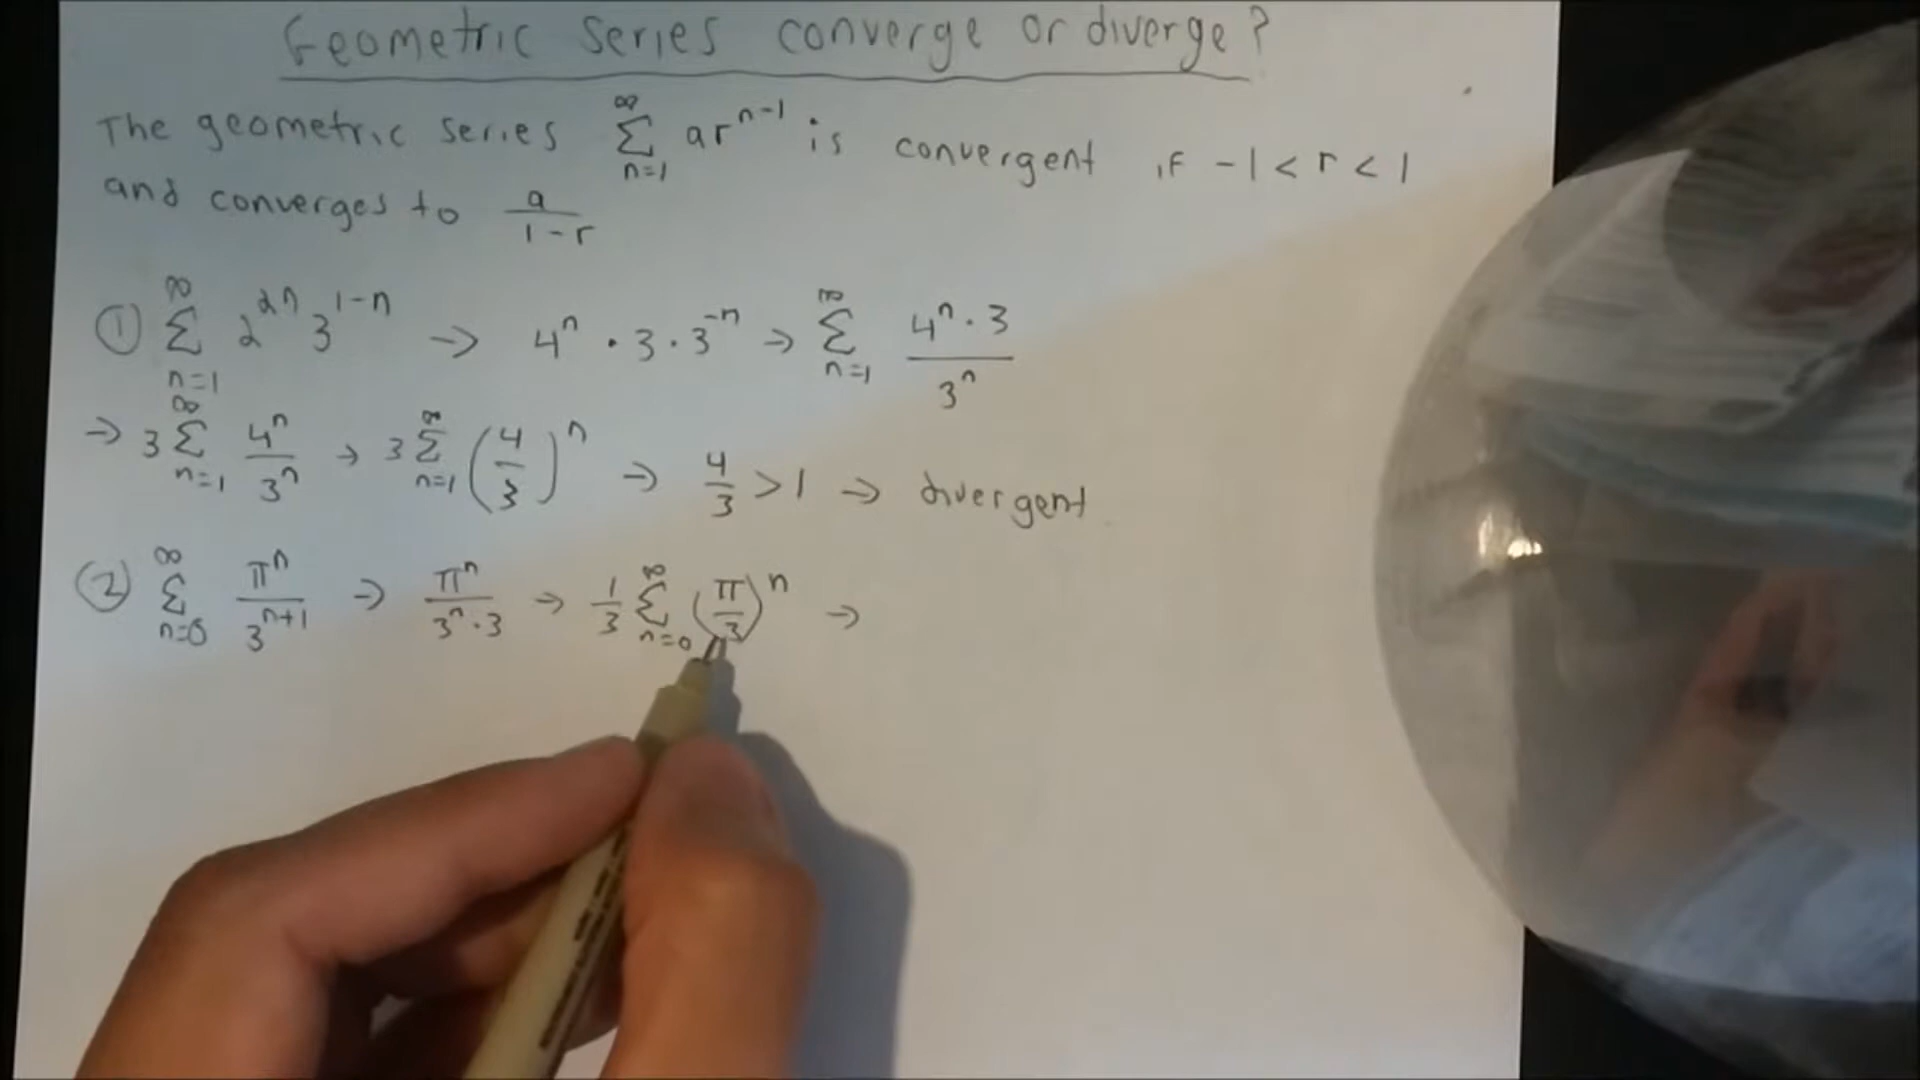 Geometric series converge or diverge?
The geometric series ∞ Σ n=1 ar^(n-1) is convergent if -1 < r < 1
and converges to a/(1-r)
① ∞ Σ n=1 2^(2n) 3^(1-n) → 4^n · 3 · 3^(-n) → ∞ Σ n=1 (4^n · 3)/3^n
→ 3 ∞ Σ n=1 4^n/3^n → 3 ∞ Σ n=1 (4/3)^n → 4/3 > 1 → divergent
② ∞ Σ n=0 π^n/3^(n+1) → π^n/(3^n · 3) → 1/3 ∞ Σ n=0 (π/3)^n →